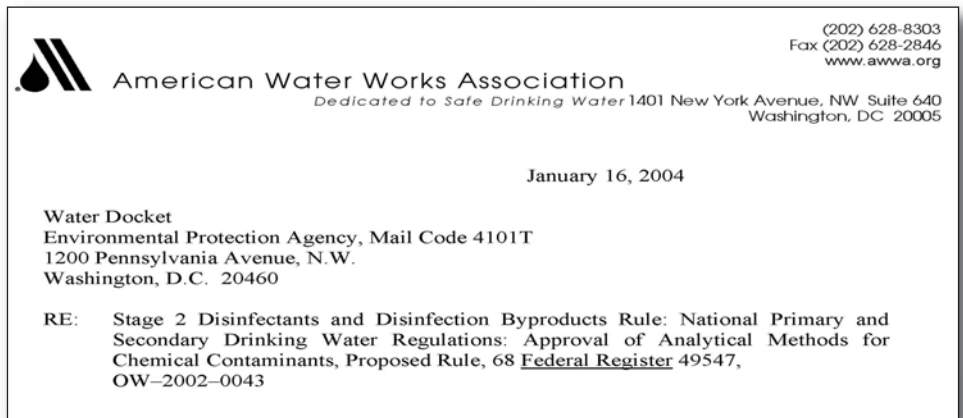 (202) 628-8303
Fax (202) 628-2846
www.awwa.org
American Water Works Association
Dedicated to Safe Drinking Water 1401 New York Avenue, NW Suite 640
Washington, DC 20005
January 16, 2004
Water Docket
Environmental Protection Agency, Mail Code 4101T
1200 Pennsylvania Avenue, N.W.
Washington, D.C. 20460
RE: Stage 2 Disinfectants and Disinfection Byproducts Rule: National Primary and
Secondary Drinking Water Regulations: Approval of Analytical Methods for
Chemical Contaminants, Proposed Rule, 68 Federal Register 49547,
OW–2002–0043